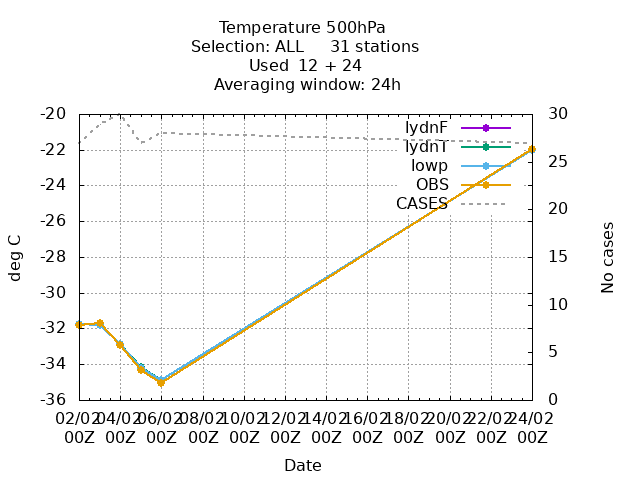 Temperature 500hPa
Selection: ALL 31 stations
Used 12 + 24
Averaging window: 24h
-20
-22
-24
-26
-28
-30
-32
-34
-36
30
25
20
15
10
5
0
lydnF
lydnT
lowp
OBS
CASES
deg C
No cases
02/02 04/02 06/02 08/02 10/02 12/02 14/02 16/02 18/02 20/02 22/02 24/02
00Z 00Z 00Z 00Z 00Z 00Z 00Z 00Z 00Z 00Z 00Z 00Z
Date